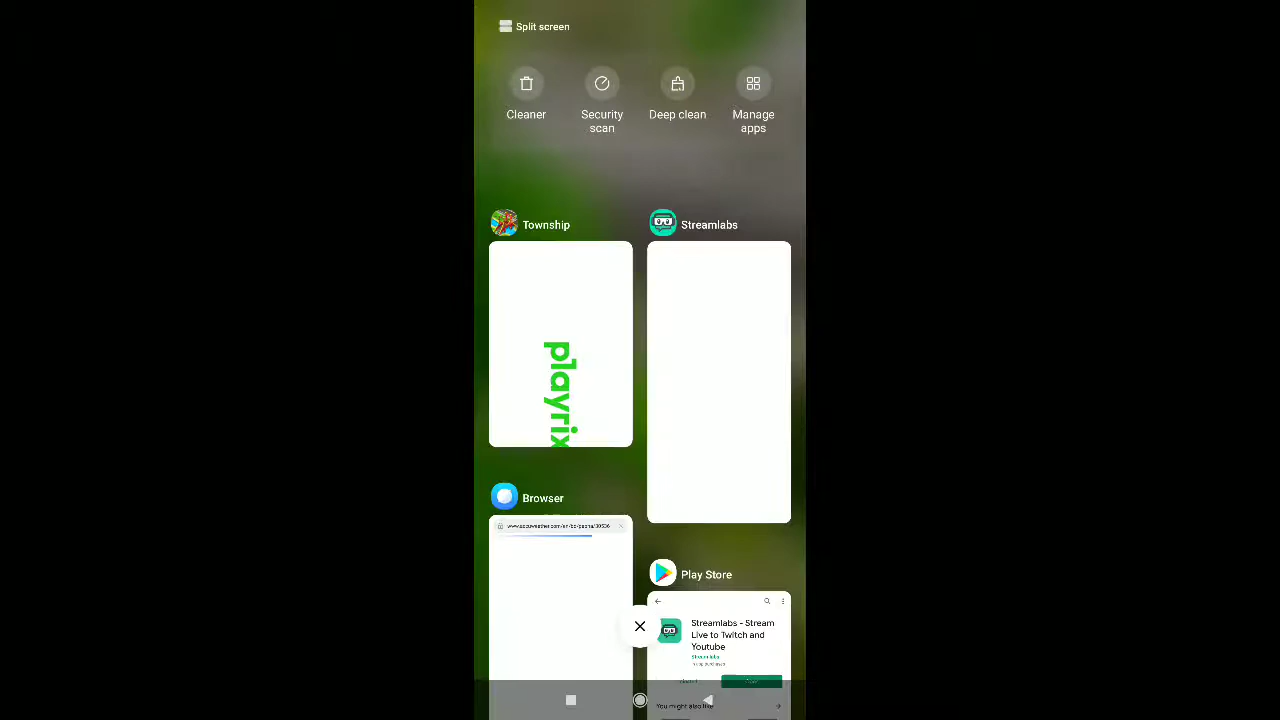 Split screen
Cleaner
Security
scan
Deep clean
Manage
apps
Township
Streamlabs
playrix
Browser
Play Store
Streamlabs - Stream
Live to Twitch and
Youtube
Streamlabs
You might also like